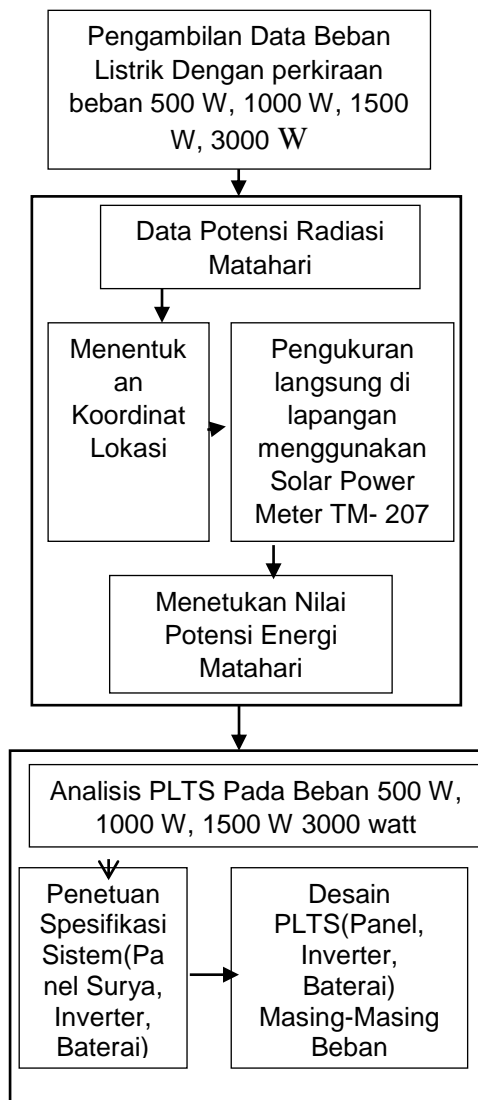 Pengambilan Data Beban
Listrik Dengan perkiraan
beban 500 W, 1000 W, 1500
W, 3000 W
Data Potensi Radiasi
Matahari
Menentuk
an
Koordinat
Lokasi
Pengukuran
langsung di
lapangan
menggunakan
Solar Power
Meter TM- 207
Menetukan Nilai
Potensi Energi
Matahari
Analisis PLTS Pada Beban 500 W,
1000 W, 1500 W 3000 watt
Penetuan
Spesifikasi
Sistem(Pa
nel Surya,
Inverter,
Baterai)
Desain
PLTS(Panel,
Inverter,
Baterai)
Masing-Masing
Beban